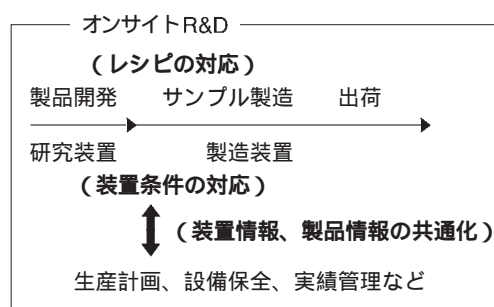 オンサイトR&D
（レシピの対応）
製品開発 サンプル製造 出荷
研究装置 製造装置
（装置条件の対応）
（装置情報、製品情報の共通化）
生産計画、設備保全、実績管理など